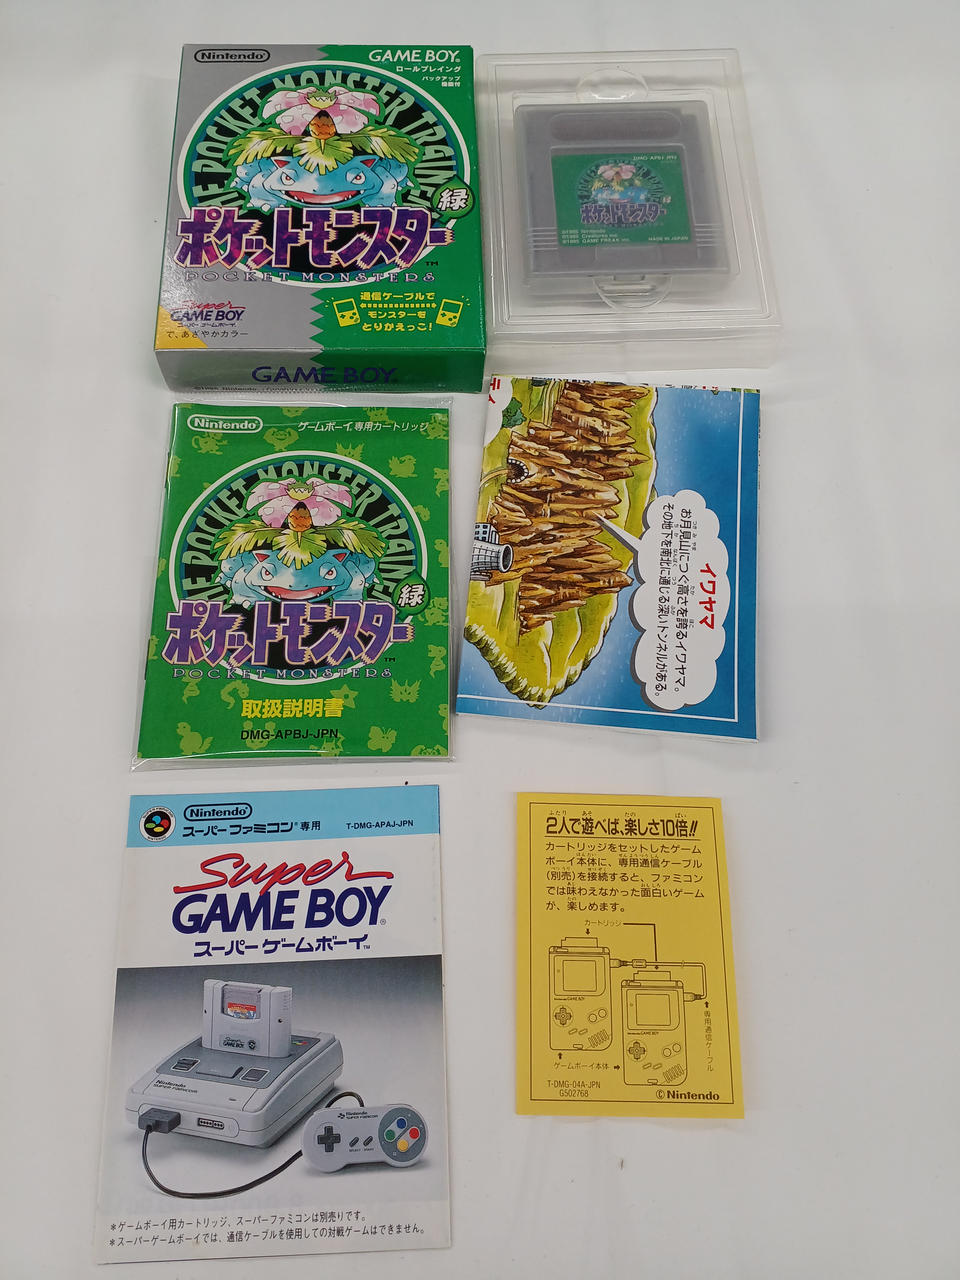 Nintendo
GAME BOY
ロールプレイング
バックアップ
機能付
THE POCKET MONSTER TRAINER
緑
ポケットモンスター
POCKET MONSTERS
Super
GAME BOY
スーパーゲームボーイ
で、あざやかカラー
通信ケーブルで
モンスターを
とりかえっこ!
GAME BOY
DMG-APBJ-JPN
緑
ポケットモンスター
POCKET MONSTERS
©1995 Nintendo
©1995 Creatures inc.
©1995 GAME FREAK inc.
MADE IN JAPAN
Nintendo
ゲームボーイ専用カートリッジ
POCKET MONSTER TRAINER
緑
ポケットモンスター™
POCKET MONSTERS
取扱説明書
DMG-APBJ-JPN
イワヤマ
お月見山につぐ高さを誇るイワヤマ。
その地下を南北に通じる深いトンネルがある。
Nintendo
スーパーファミコン専用
T-DMG-APAJ-JPN
Super
GAME BOY
スーパーゲームボーイ™
Nintendo
SUPER FAMICOM
*ゲームボーイ用カートリッジ、スーパーファミコンは別売りです。
*スーパーゲームボーイでは、通信ケーブルを使用しての対戦ゲームはできません。
2人で遊べば、楽しさ10倍!!
カートリッジをセットしたゲーム
ボーイ本体に、専用通信ケーブル
(別売)を接続すると、ファミコン
では味わえなかった面白いゲーム
が、楽しめます。
カートリッジ
専用通信ケーブル
ゲームボーイ本体
T-DMG-04A-JPN
G502768
©Nintendo